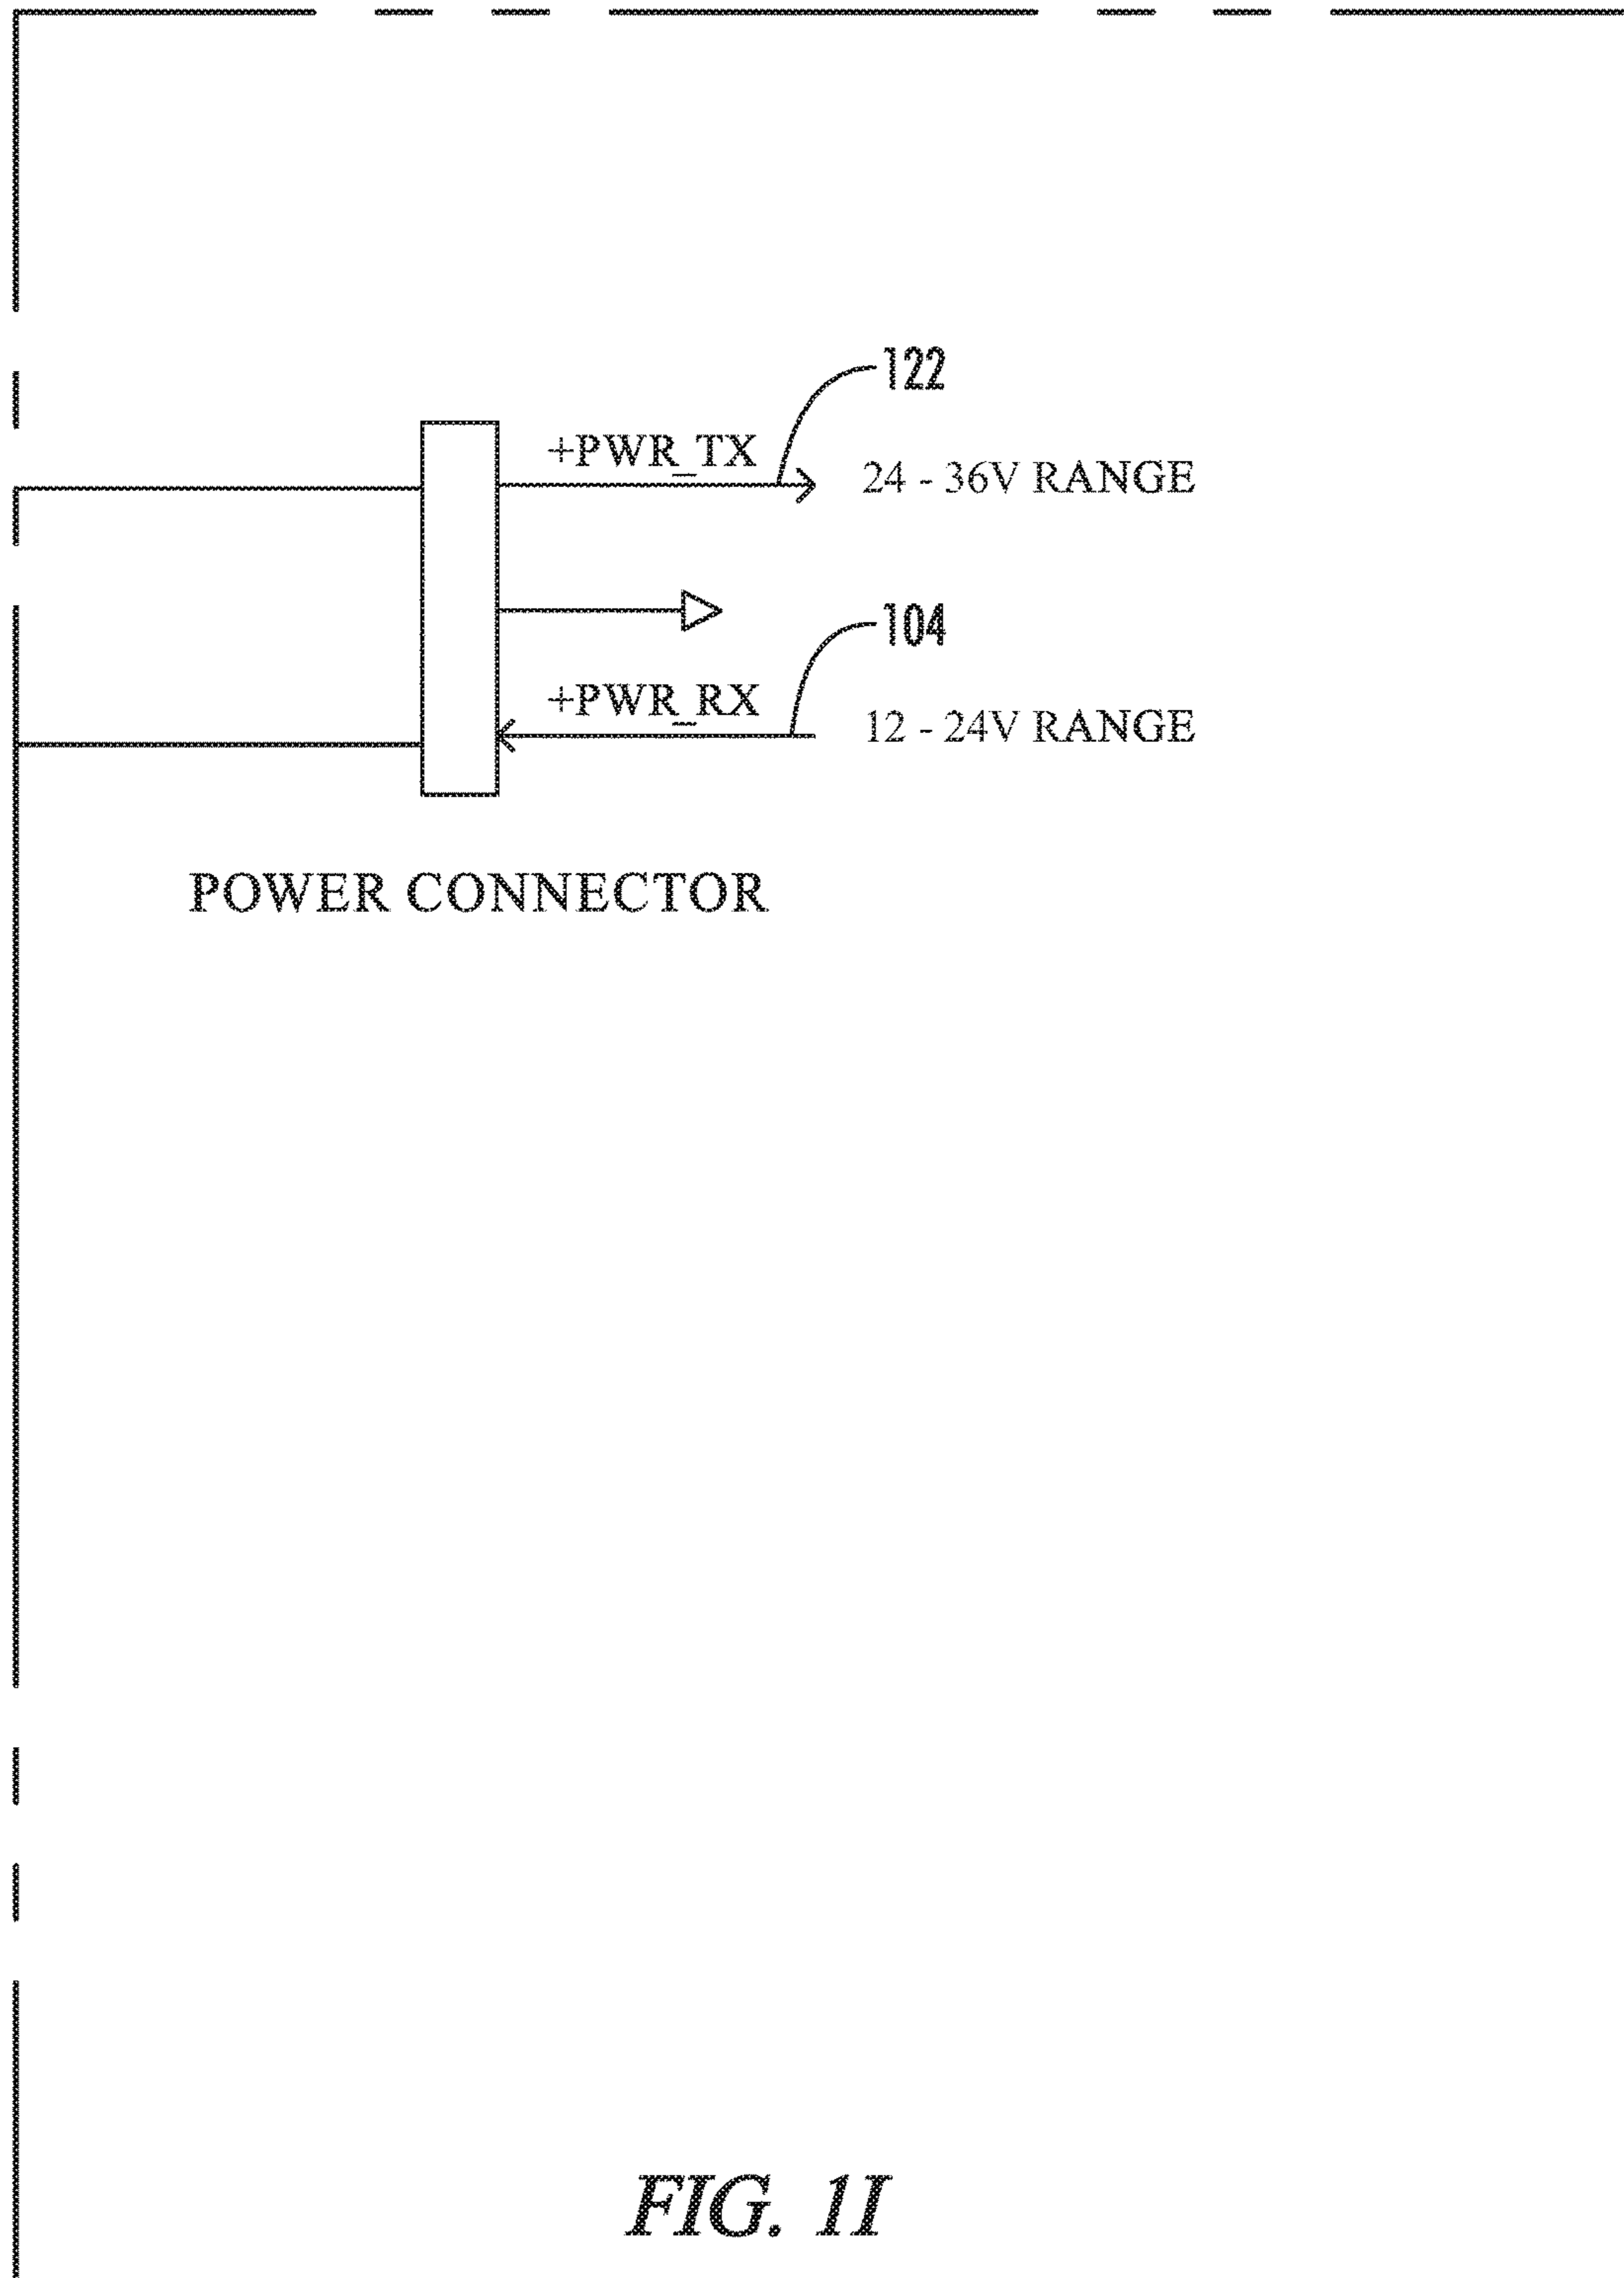 122
+PWR_TX
24 - 36V RANGE
104
+PWR_RX
12 - 24V RANGE
POWER CONNECTOR
FIG. 1I